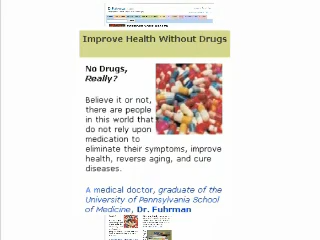 Improve Health Without Drugs
No Drugs,
Really?
Believe it or not,
there are people
in this world that
do not rely upon
medication to
eliminate their symptoms, improve
health, reverse aging, and cure
diseases.
A medical doctor, graduate of the
University of Pennsylvania School
of Medicine, Dr. Fuhrman